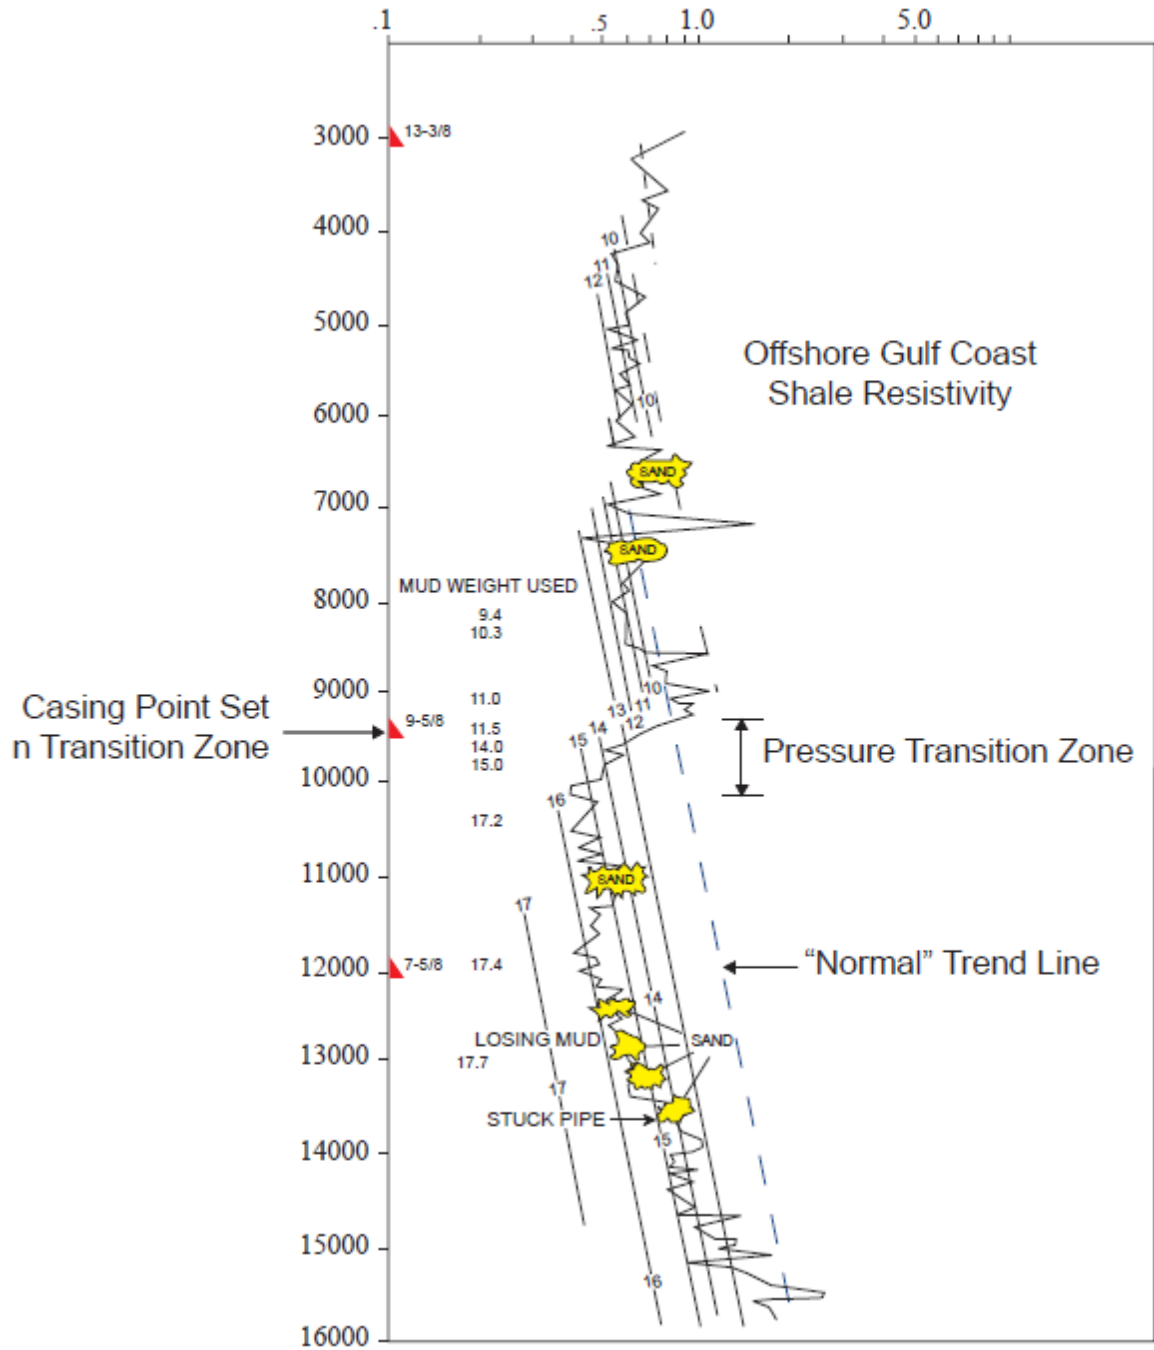 .1 .5 1.0 5.0
3000 13-3/8
4000
10
11
12
5000
Offshore Gulf Coast
Shale Resistivity
6000
10
SAND
7000
SAND
MUD WEIGHT USED
8000
9.4
10.3
9000
10
11.0
11
13
12
Casing Point Set
n Transition Zone
9-5/8
11.5
14
14.0
15
15.0
Pressure Transition Zone
10000
16
17.2
11000
SAND
17
12000
7-5/8
17.4
"Normal" Trend Line
14
LOSING MUD
SAND
13000
17.7
17
STUCK PIPE
15
14000
15000
16
16000